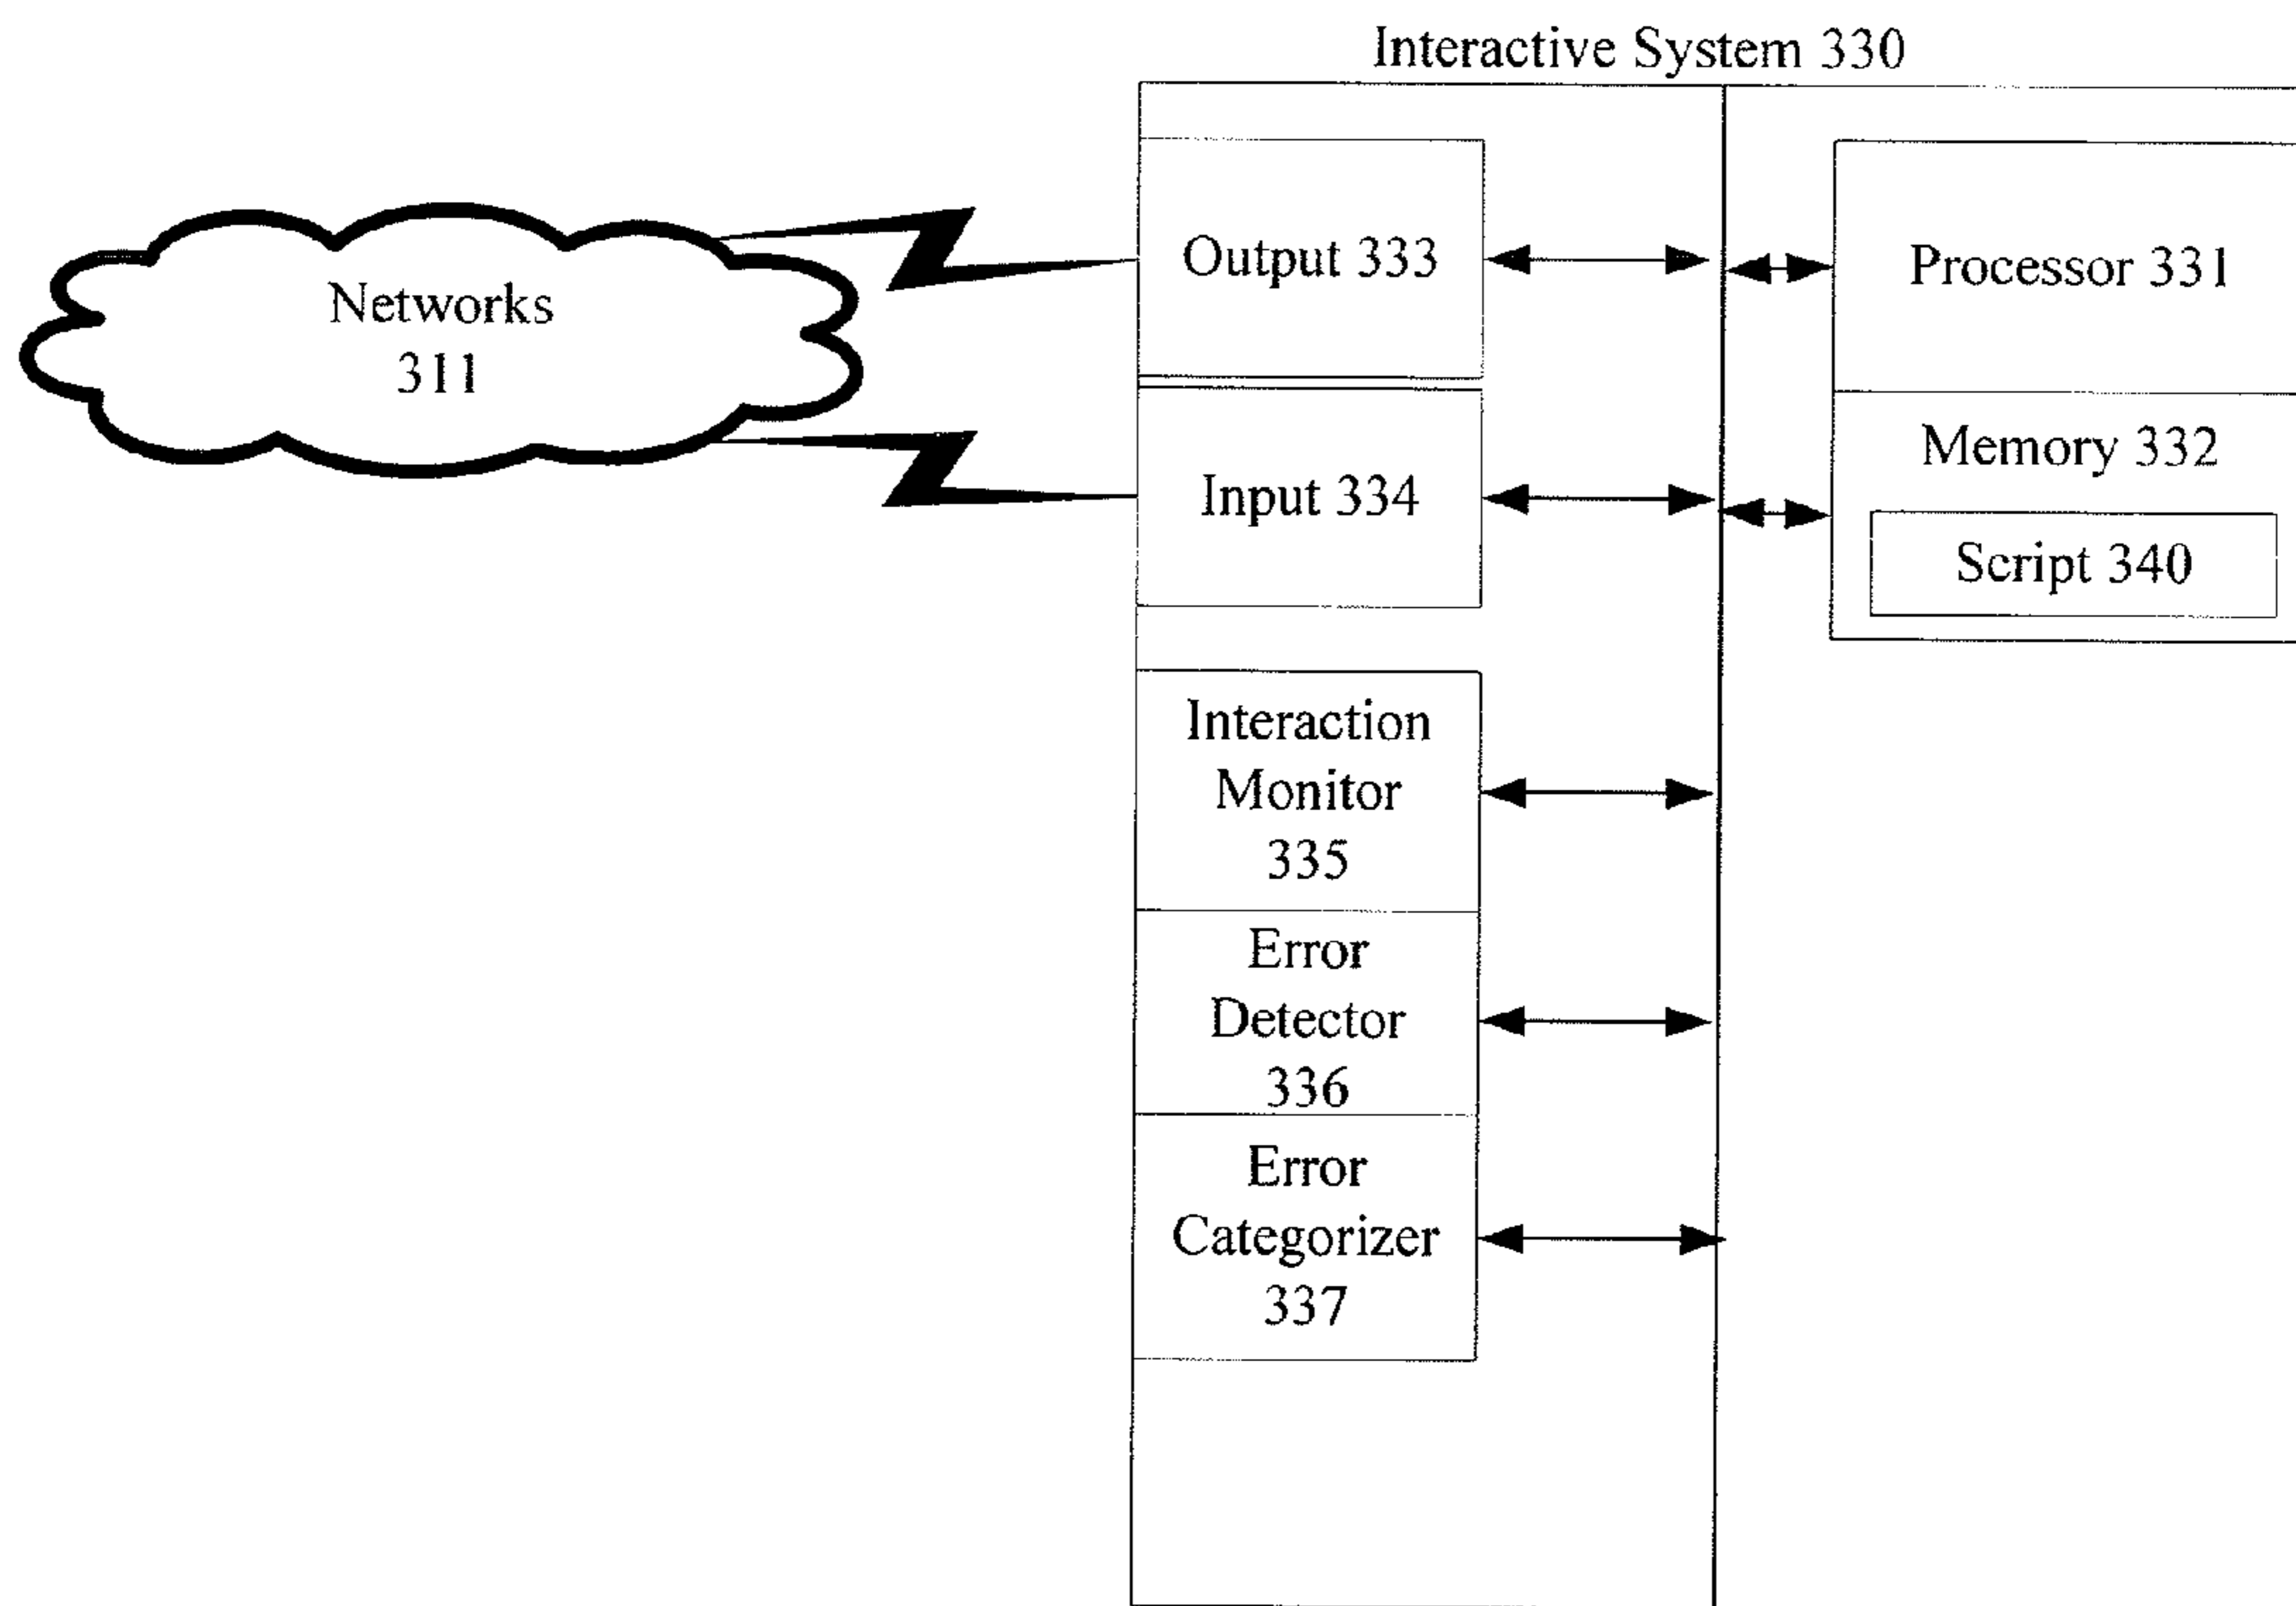 Interactive System 330
Networks
311
Output 333
Input 334
Interaction
Monitor
335
Error
Detector
336
Error
Categorizer
337
Processor 331
Memory 332
Script 340